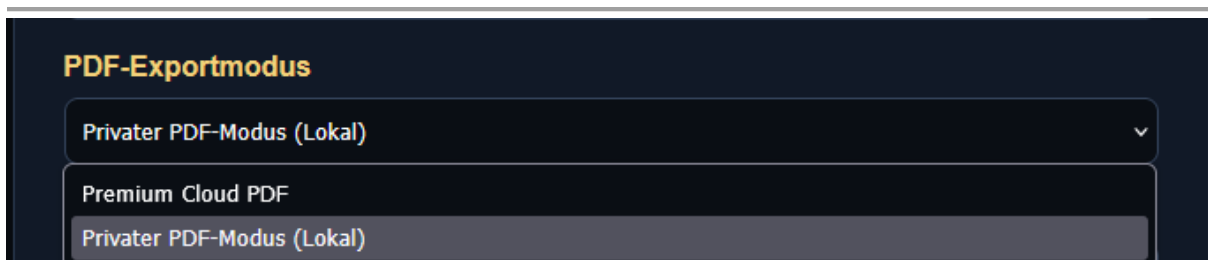 PDF-Exportmodus
Privater PDF-Modus (Lokal)
Premium Cloud PDF
Privater PDF-Modus (Lokal)